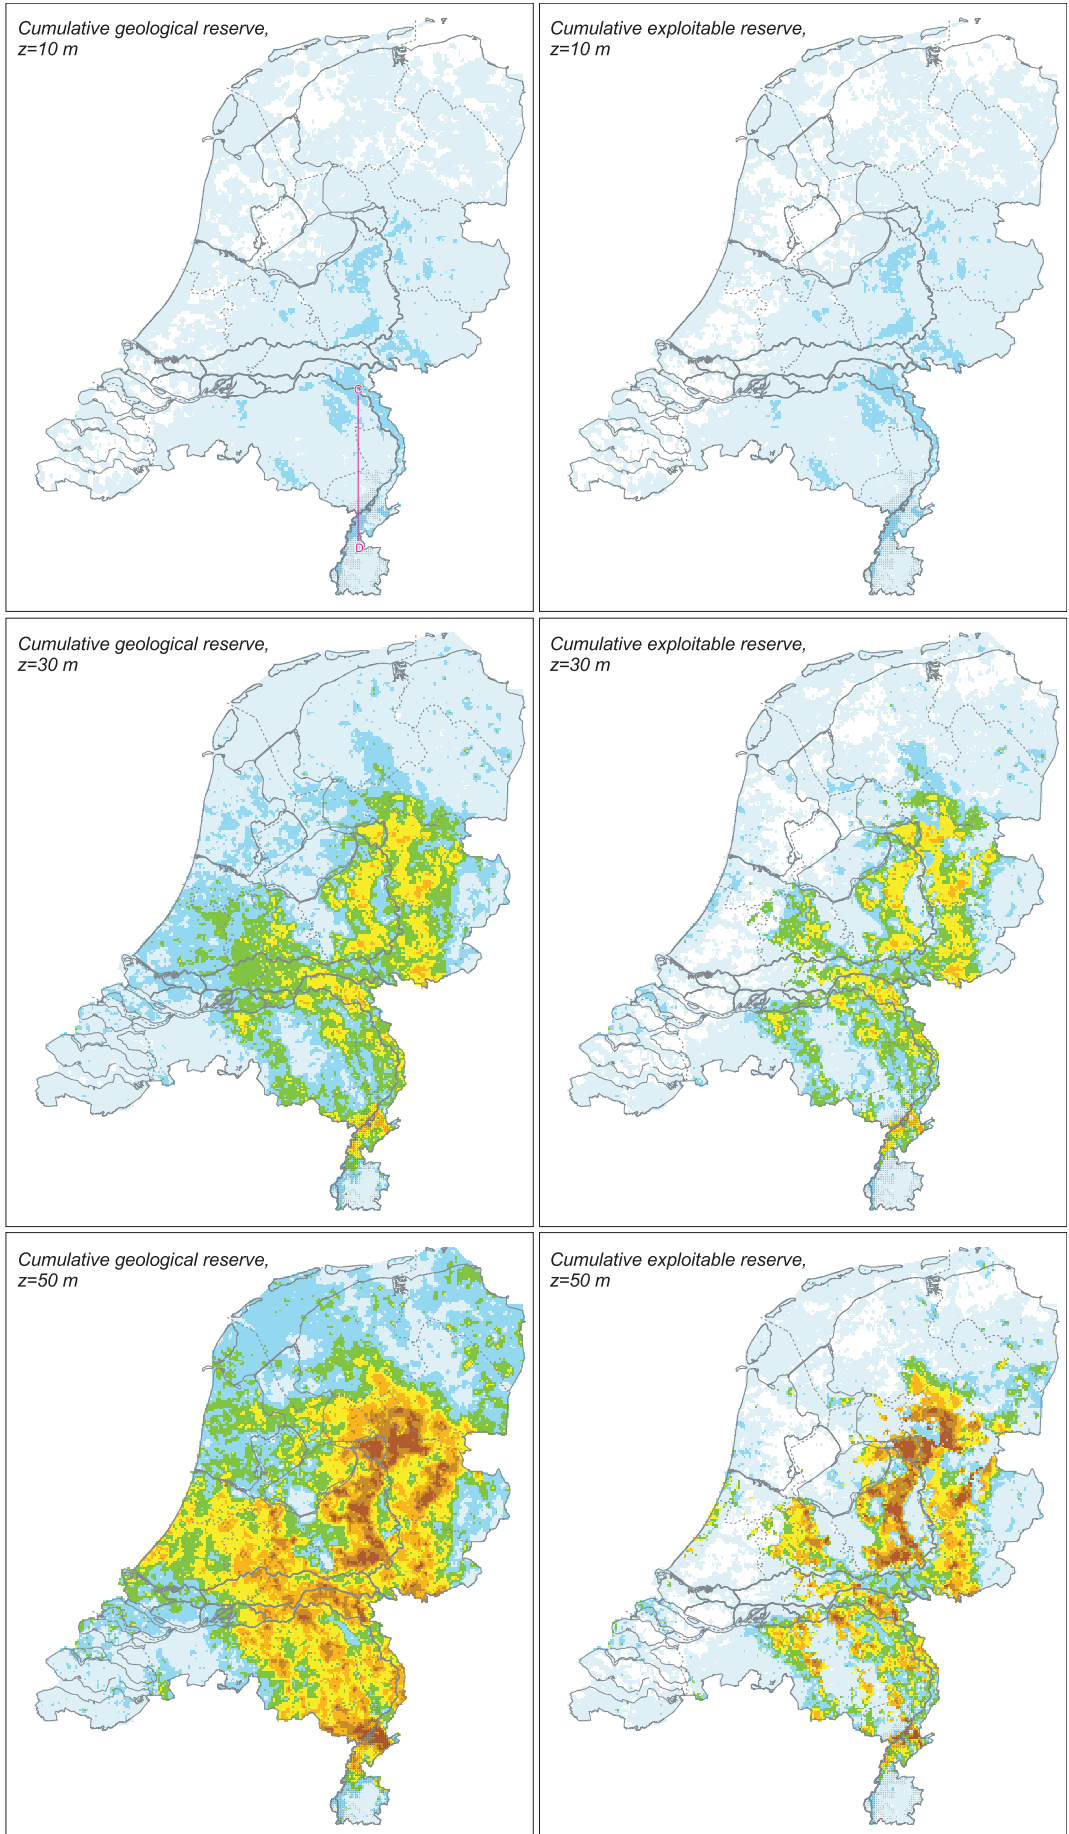 Cumulative geological reserve,
z=10 m
Cumulative exploitable reserve,
z=10 m
C
D
Cumulative geological reserve,
z=30 m
Cumulative exploitable reserve,
z=30 m
Cumulative geological reserve,
z=50 m
Cumulative exploitable reserve,
z=50 m